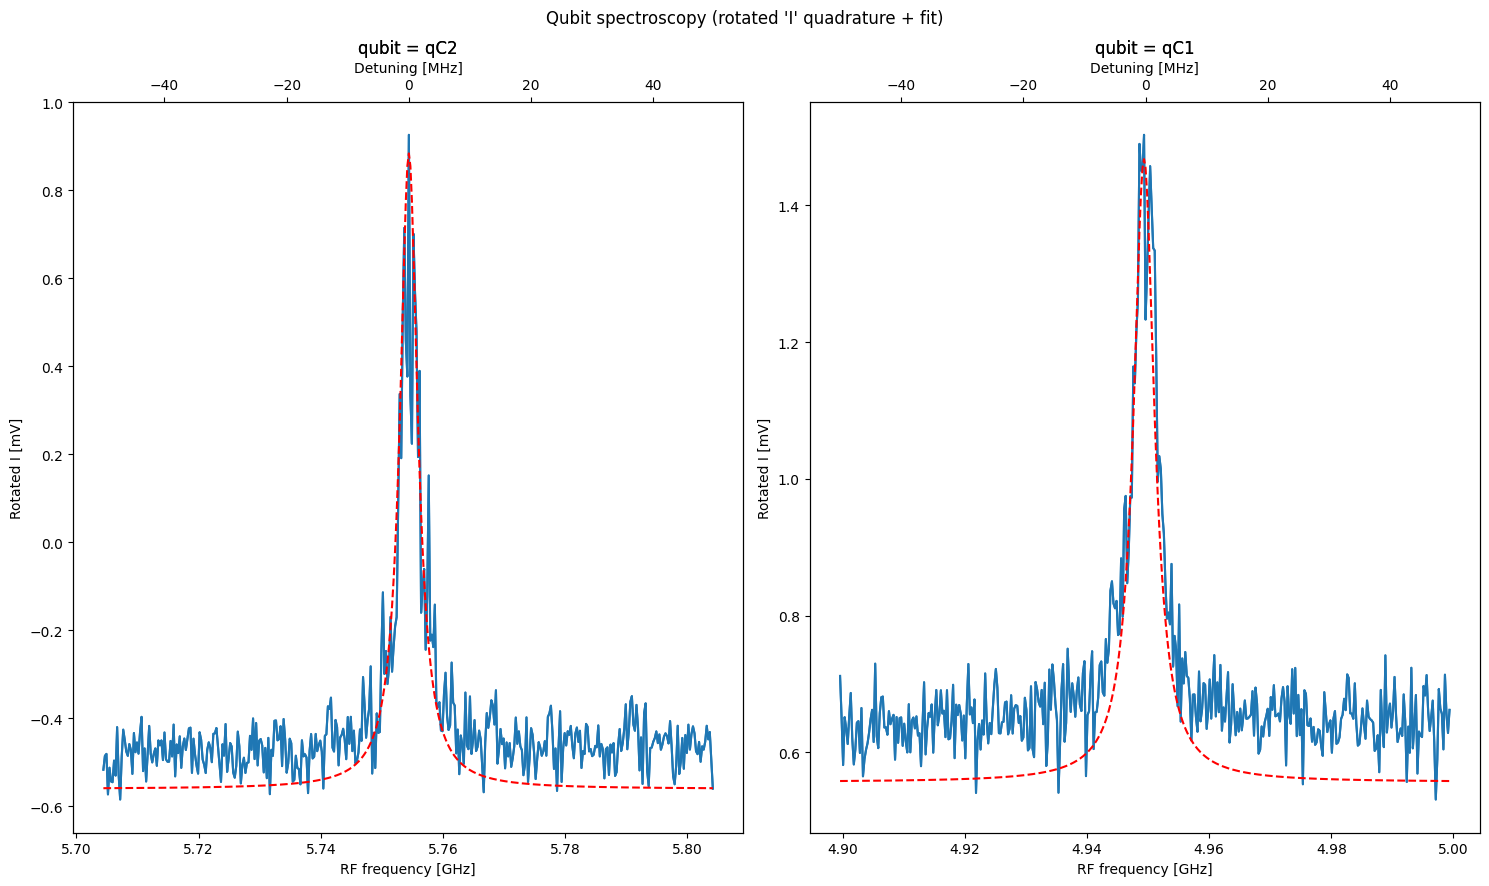 Qubit spectroscopy (rotated 'I' quadrature + fit)
qubit = qC2
Detuning [MHz]
−40 −20 0 20 40
1.0
0.8
0.6
0.4
0.2
0.0
−0.2
−0.4
−0.6
Rotated I [mV]
5.70 5.72 5.74 5.76 5.78 5.80
RF frequency [GHz]
qubit = qC1
Detuning [MHz]
−40 −20 0 20 40
1.4
1.2
1.0
0.8
0.6
Rotated I [mV]
4.90 4.92 4.94 4.96 4.98 5.00
RF frequency [GHz]